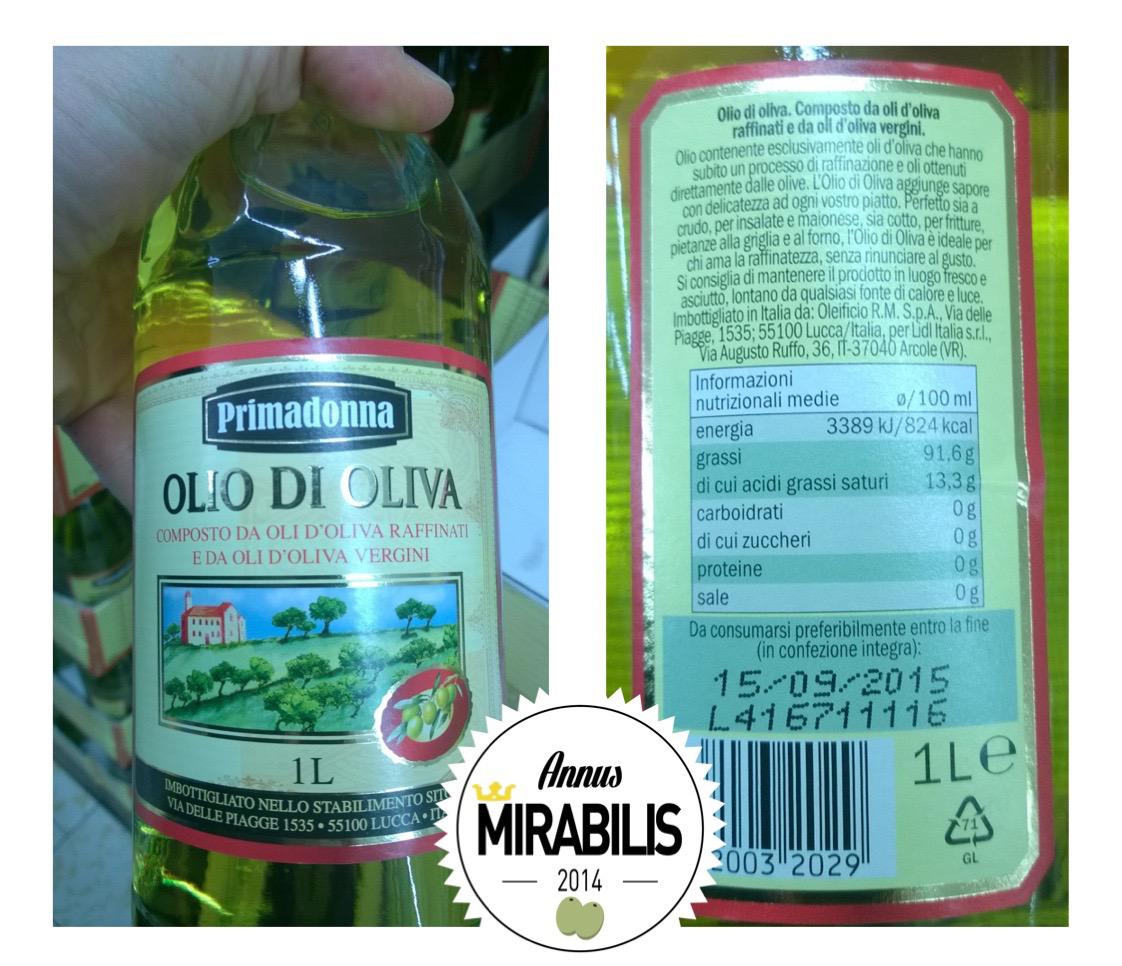 Primadonna
OLIO DI OLIVA
COMPOSTO DA OLI D'OLIVA RAFFINATI
E DA OLI D'OLIVA VERGINI
1L
IMBOTTIGLIATO NELLO STABILIMENTO
VIA DELLE PIAGGE 1535 • 55100 LUCCA •
Olio di oliva. Composto da oli d'oliva
raffinati e da oli d'oliva vergini.
Olio contenente esclusivamente oli d'oliva che hanno
subito un processo di raffinazione e oli ottenuti
direttamente dalle olive. L'Olio di Oliva aggiunge sapore
con delicatezza ad ogni vostro piatto. Perfetto sia a
crudo, per insalate e maionese, sia cotto, per fritture,
pietanze alla griglia e al forno, l'Olio di Oliva è ideale per
chi ama la raffinatezza, senza rinunciare al gusto.
Si consiglia di mantenere il prodotto in luogo fresco e
asciutto, lontano da qualsiasi fonte di calore e luce.
Imbottigliato in Italia da: Oleificio R.M. S.p.A., Via delle
Piagge, 1535; 55100 Lucca/Italia, per Lidl Italia s.r.l.,
Via Augusto Ruffo, 36, IT-37040 Arcole (VR).
Informazioni
nutrizionali medie ø/100 ml
energia 3389 kJ/824 kcal
grassi 91,6 g
di cui acidi grassi saturi 13,3 g
carboidrati 0 g
di cui zuccheri 0 g
proteine 0 g
sale 0 g
Da consumarsi preferibilmente entro la fine
(in confezione integra):
15/09/2015
L416711116
1L e
71
GL
2003 2029
Annus
MIRABILIS
2014